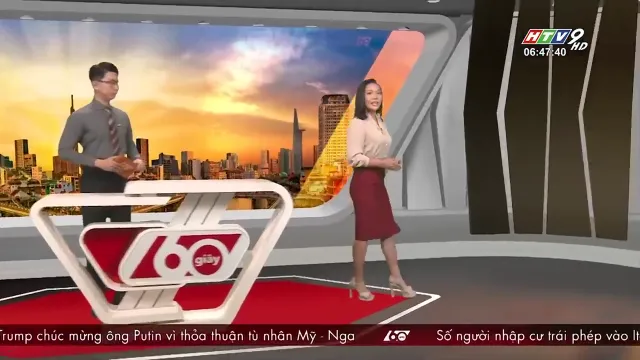 HTV9 HD
06:47:40
60 giây
Trump chúc mừng ông Putin vì thỏa thuận tù nhân Mỹ - Nga 60 Số người nhập cư trái phép vào